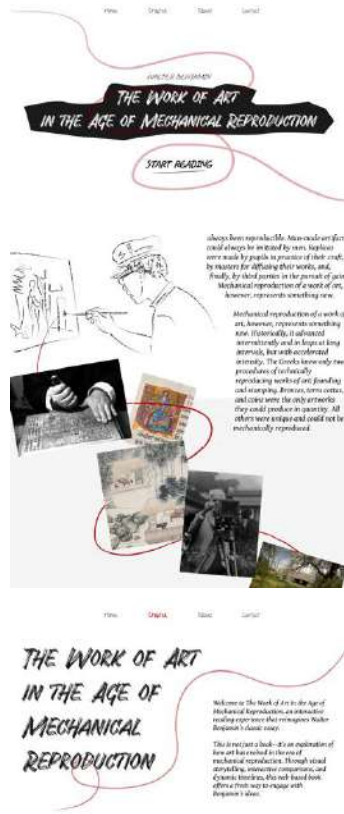 Home Chapters About Contact
WALTER BENJAMIN
THE WORK OF ART
IN THE AGE OF MECHANICAL REPRODUCTION
START READING
always been reproducible. Man-made artifacts
could always be imitated by men. Replicas
were made by pupils in practice of their craft,
by masters for diffusing their works, and,
finally, by third parties in the pursuit of gain.
Mechanical reproduction of a work of art,
however, represents something new.
Mechanical reproduction of a work of
art, however, represents something
new. Historically, it advanced
intermittently and in leaps at long
intervals, but with accelerated
intensity. The Greeks knew only two
procedures of technically
reproducing works of art: founding
and stamping. Bronzes, terra cottas,
and coins were the only artworks
they could produce in quantity. All
others were unique and could not be
mechanically reproduced.
Home Chapters About Contact
THE WORK OF ART
IN THE AGE OF
MECHANICAL
REPRODUCTION
Welcome to The Work of Art in the Age of
Mechanical Reproduction, an interactive
reading experience that reimagines Walter
Benjamin's classic essay.
This is not just a book—it's an exploration of
how art has evolved in the era of
mechanical reproduction. Through visual
storytelling, interactive comparisons, and
dynamic timelines, this web-based book
offers a fresh way to engage with
Benjamin's ideas.